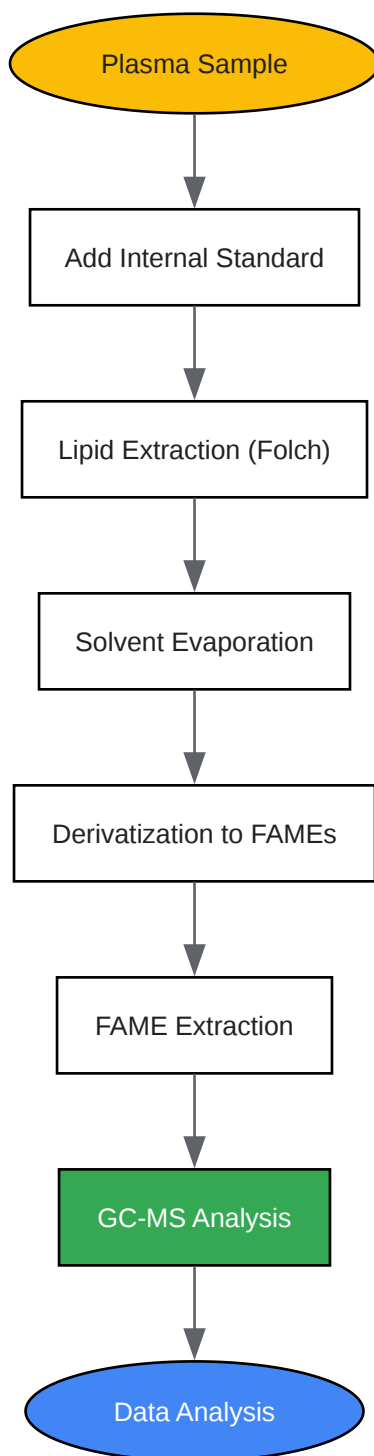 Plasma Sample
Add Internal Standard
Lipid Extraction (Folch)
Solvent Evaporation
Derivatization to FAMEs
FAME Extraction
GC-MS Analysis
Data Analysis